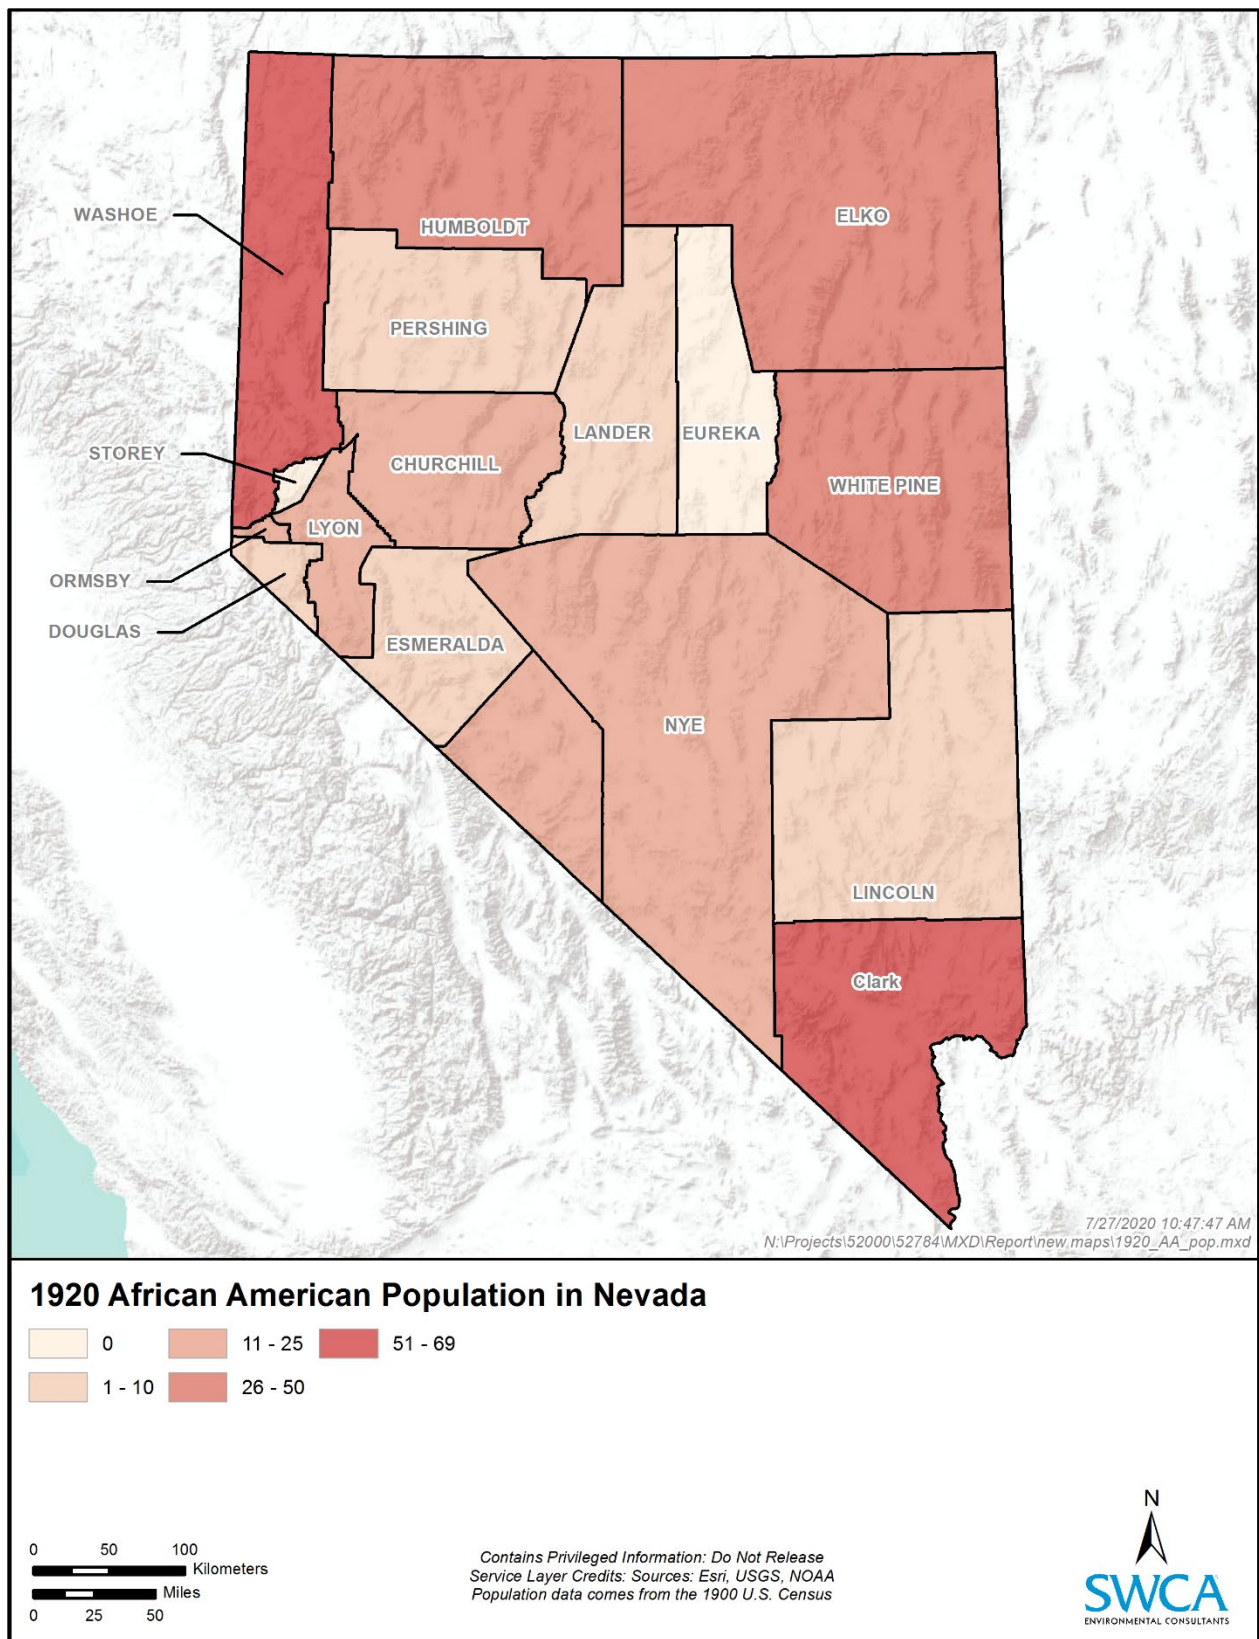 WASHOE
HUMBOLDT
ELKO
PERSHING
STOREY
CHURCHILL
LANDER
EUREKA
WHITE PINE
LYON
ORMSBY
DOUGLAS
ESMERALDA
NYE
LINCOLN
Clark
7/27/2020 10:47:47 AM
N:\Projects\52000\52784\MXD\Report\new maps\1920_AA_pop.mxd
1920 African American Population in Nevada
0
11 - 25
51 - 69
1 - 10
26 - 50
N
0 50 100
Kilometers
Miles
0 25 50
Contains Privileged Information: Do Not Release
Service Layer Credits: Sources: Esri, USGS, NOAA
Population data comes from the 1900 U.S. Census
SWCA
ENVIRONMENTAL CONSULTANTS